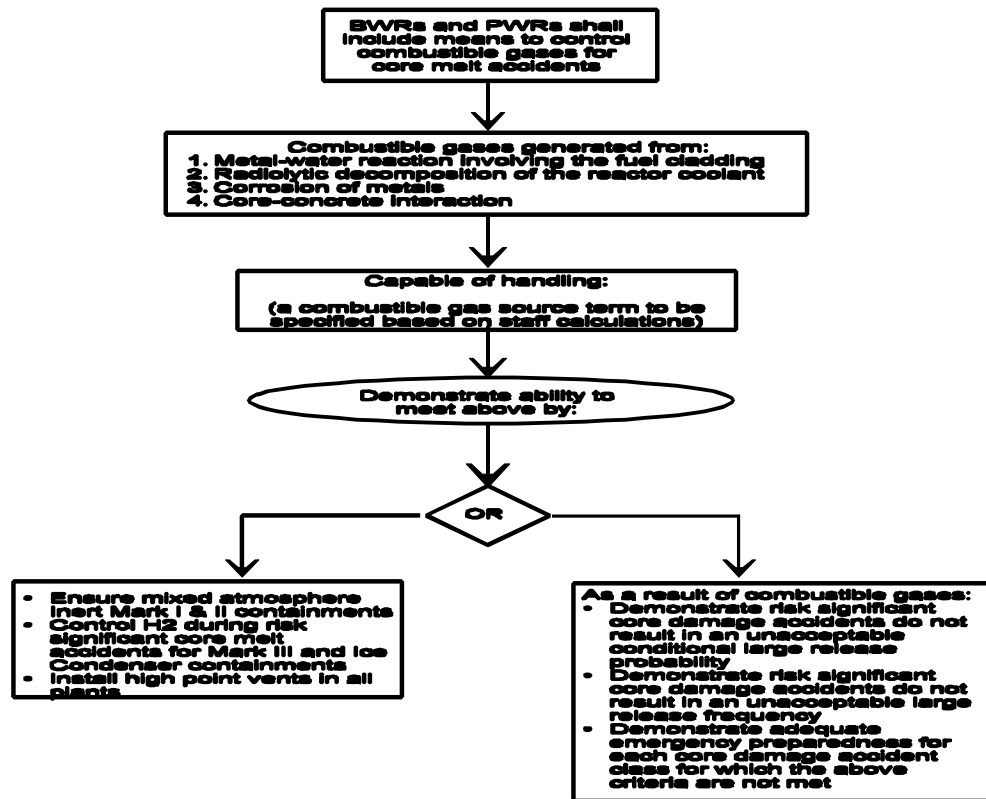 BWRs and PWRs shall
include means to control
combustible gases for
core melt accidents
Combustible gases generated from:
1. Metal-water reaction involving the fuel cladding
2. Radiolytic decomposition of the reactor coolant
3. Corrosion of metals
4. Core-concrete interaction
Capable of handling:
(a combustible gas source term to be
specified based on staff calculations)
Demonstrate ability to
meet above by:
OR
• Ensure mixed atmosphere
inert Mark I & II containments
• Control H2 during risk
significant core melt
accidents for Mark III and Ice
Condenser containments
• Install high point vents in all
plants
As a result of combustible gases:
• Demonstrate risk significant
core damage accidents do not
result in an unacceptable
conditional large release
probability
• Demonstrate risk significant
core damage accidents do not
result in an unacceptable large
release frequency
• Demonstrate adequate
emergency preparedness for
each core damage accident
class for which the above
criteria are not met